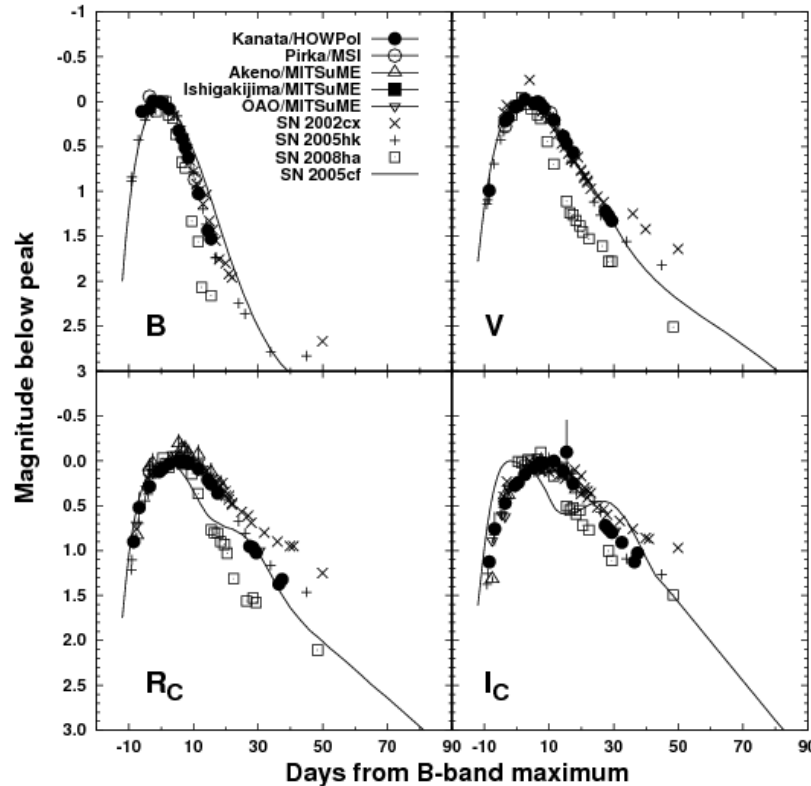 -1
-0.5
0
0.5
1
1.5
2
2.5
3
Kanata/HOWPol
Pirka/MSI
Akeno/MITSuME
Ishigakijima/MITSuME
OAO/MITSuME
SN 2002cx
SN 2005hk
SN 2008ha
SN 2005cf
B
V
Magnitude below peak
-0.5
0.0
0.5
1.0
1.5
2.0
2.5
3.0
RC
IC
-10 10 30 50 70 90
-10 10 30 50 70 90
Days from B-band maximum